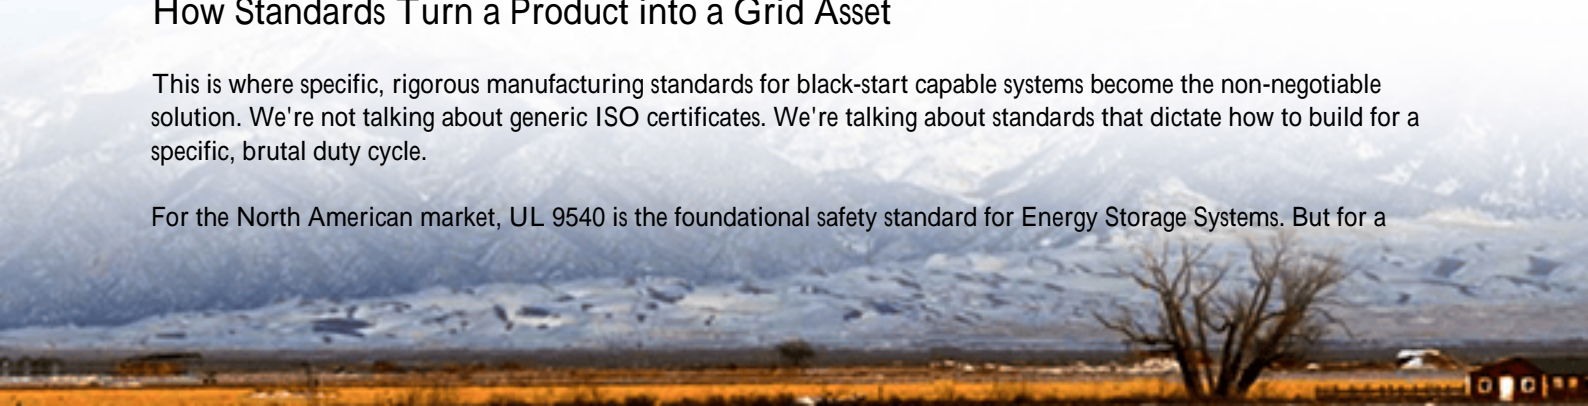 How Standards Turn a Product into a Grid Asset
This is where specific, rigorous manufacturing standards for black-start capable systems become the non-negotiable
solution. We're not talking about generic ISO certificates. We're talking about standards that dictate how to build for a
specific, brutal duty cycle.
For the North American market, UL 9540 is the foundational safety standard for Energy Storage Systems. But for a